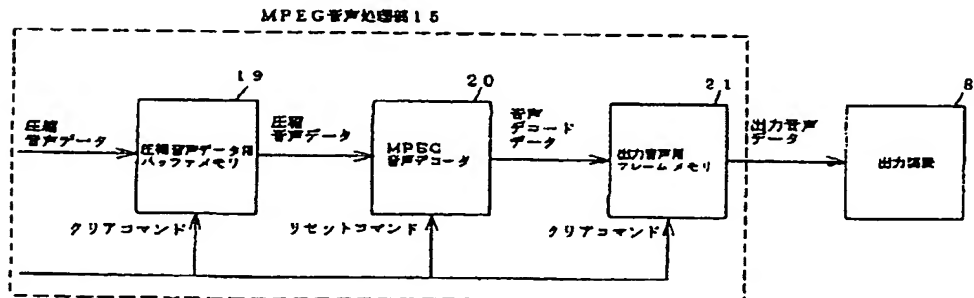 MPEG音声処理部15
19
20
21
8
圧縮
音声データ
圧縮音声データ用
バッファメモリ
圧縮
音声データ
MPEG
音声デコータ
音声
デコード
データ
出力音声用
フレームメモリ
出力音声
データ
出力装置
クリアコマンド
リセットコマンド
クリアコマンド